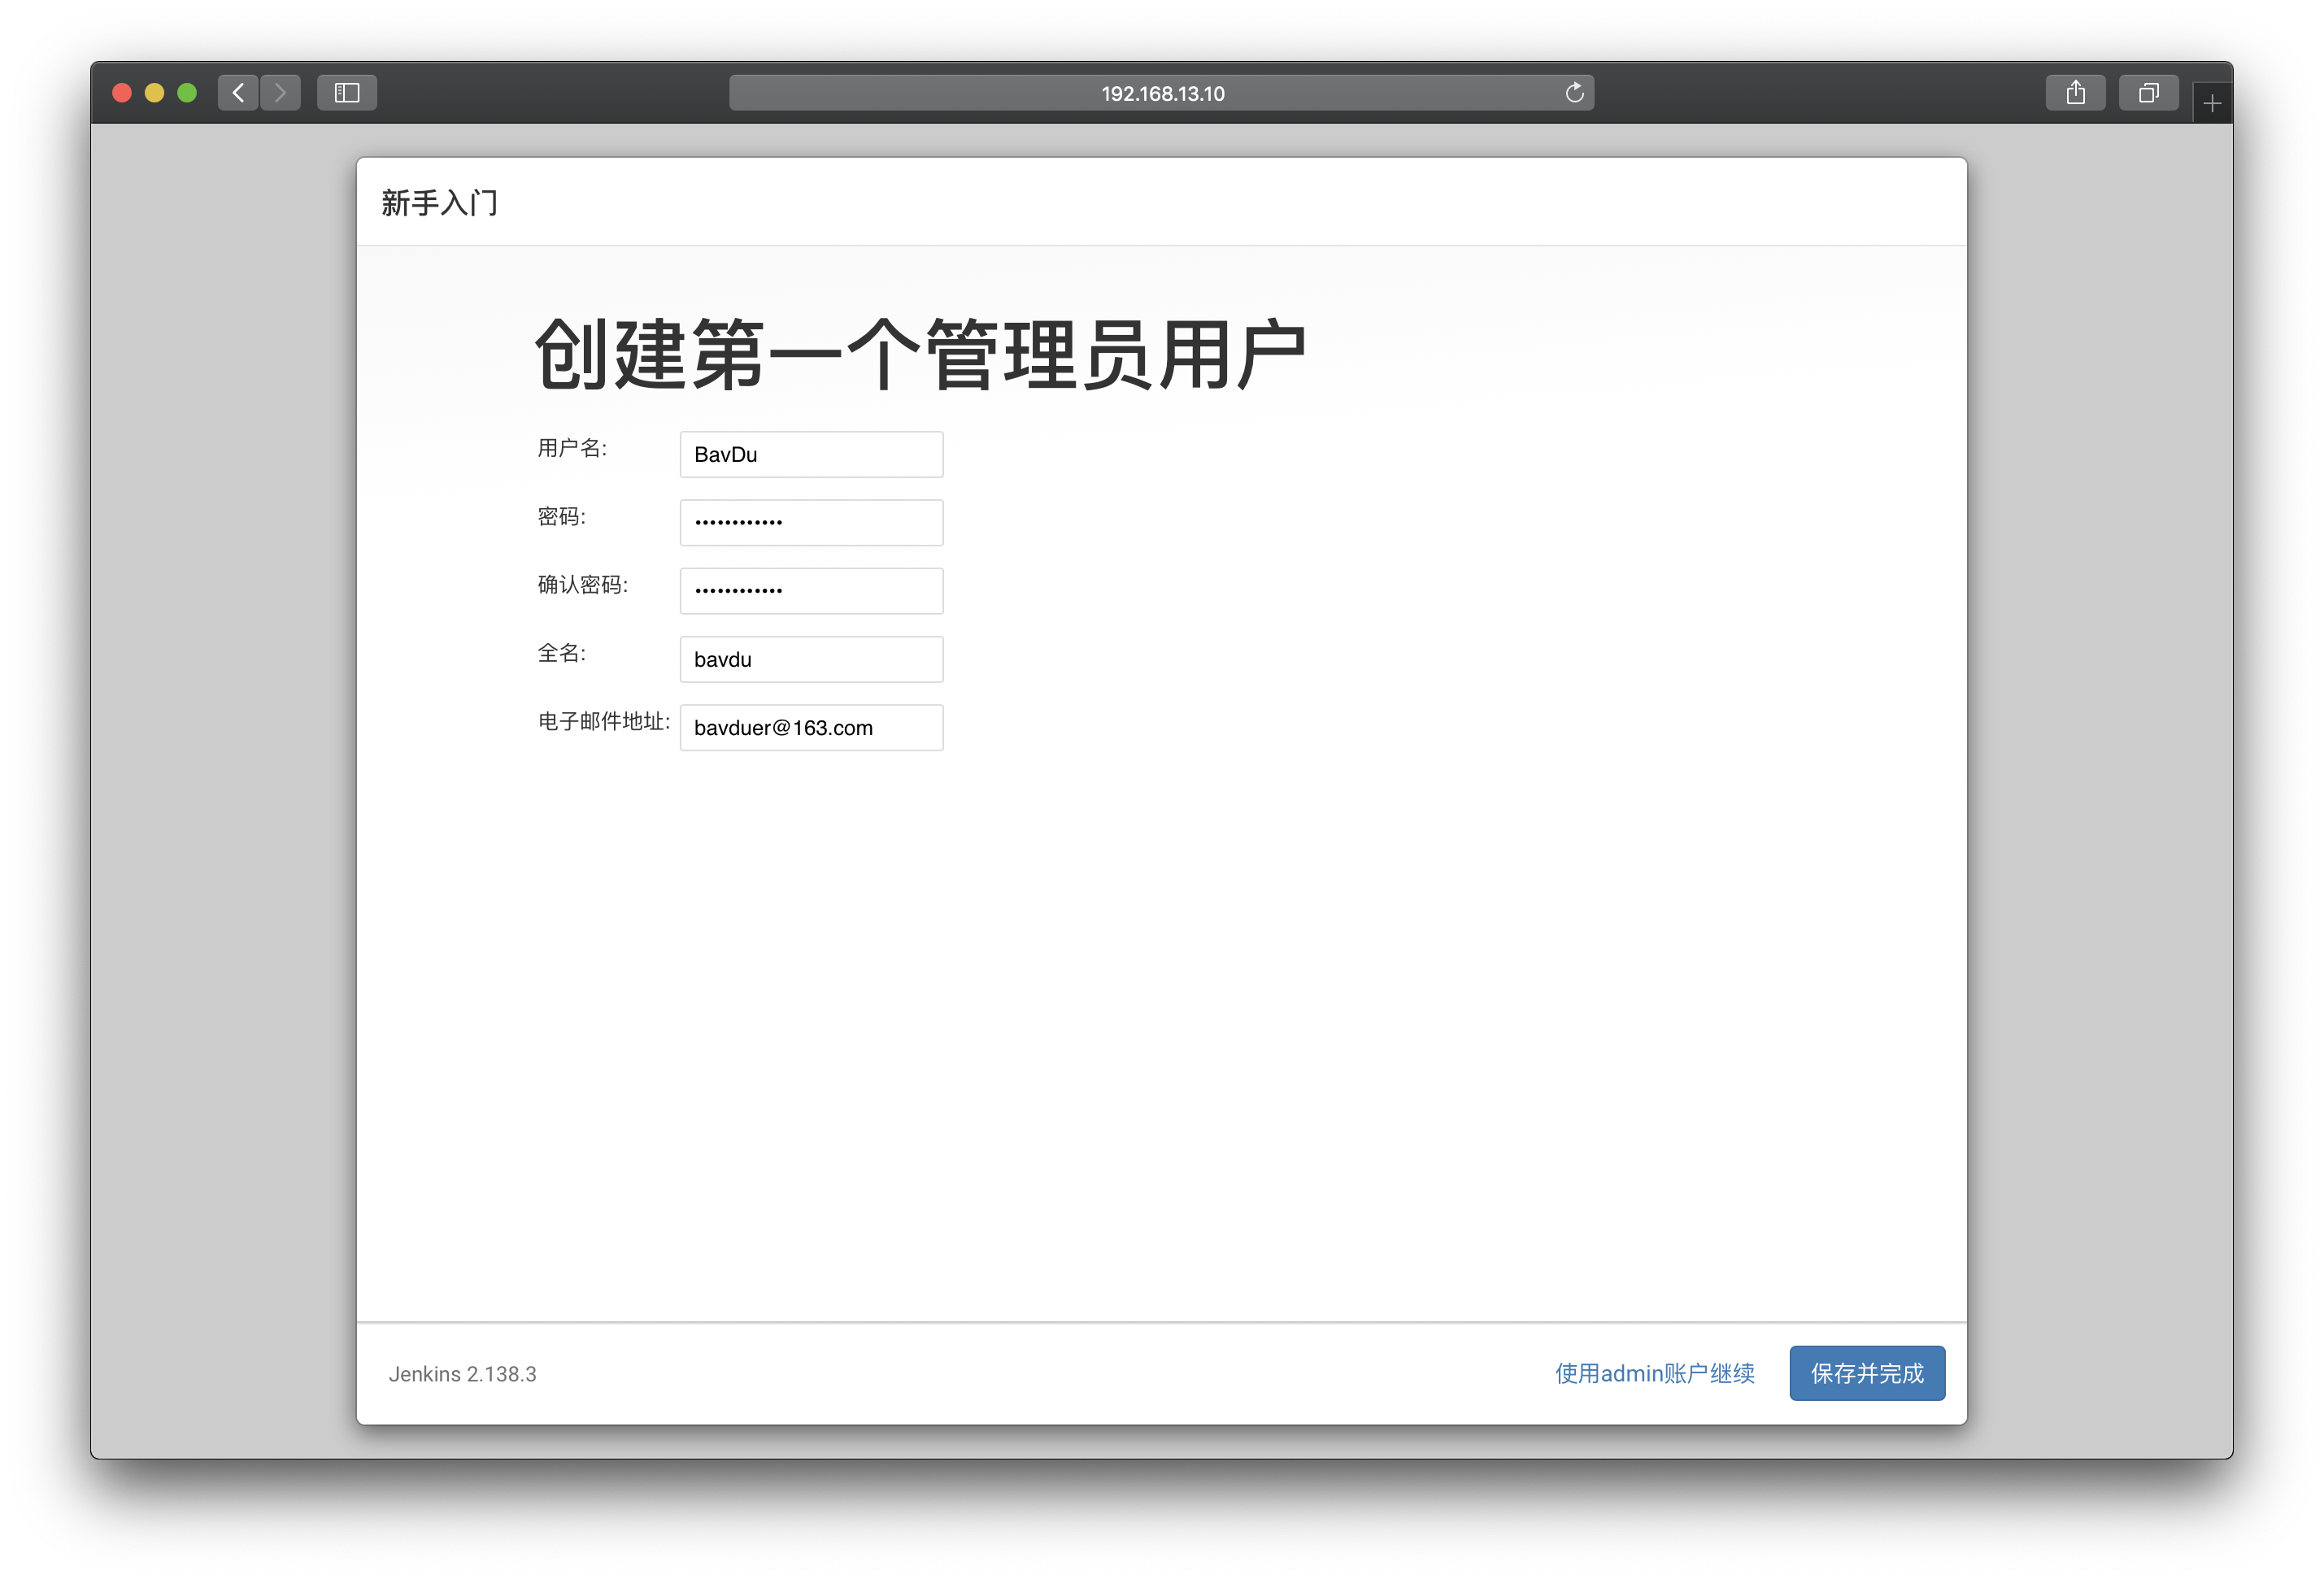 192.168.13.10
新手入门
创建第一个管理员用户
用户名: BavDu
密码: ••••••••••••
确认密码: ••••••••••••
全名: bavdu
电子邮件地址: bavduer@163.com
Jenkins 2.138.3 使用admin账户继续 保存并完成